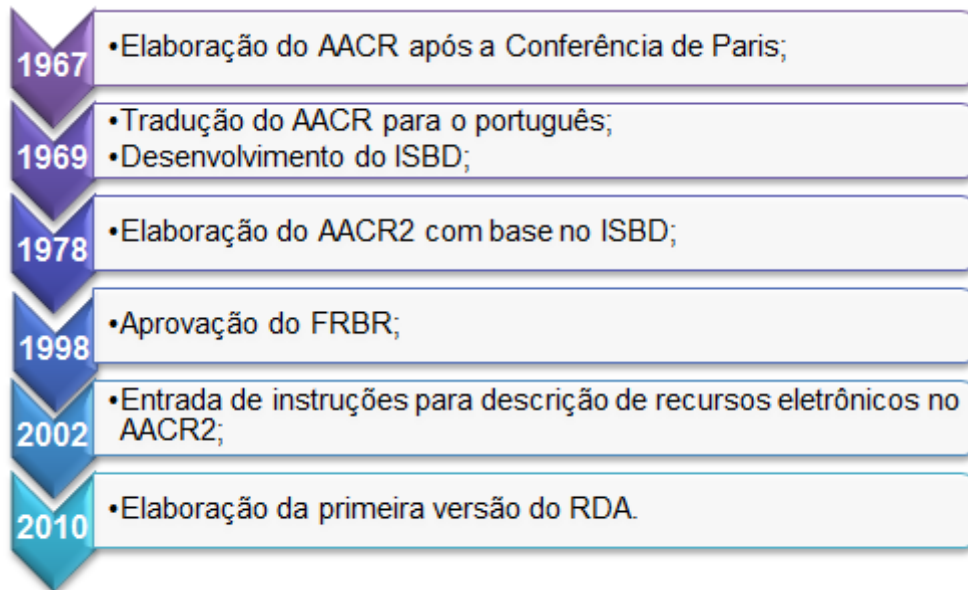 1967
•Elaboração do AACR após a Conferência de Paris;
1969
•Tradução do AACR para o português;
•Desenvolvimento do ISBD;
1978
•Elaboração do AACR2 com base no ISBD;
1998
•Aprovação do FRBR;
2002
•Entrada de instruções para descrição de recursos eletrônicos no
AACR2;
2010
•Elaboração da primeira versão do RDA.